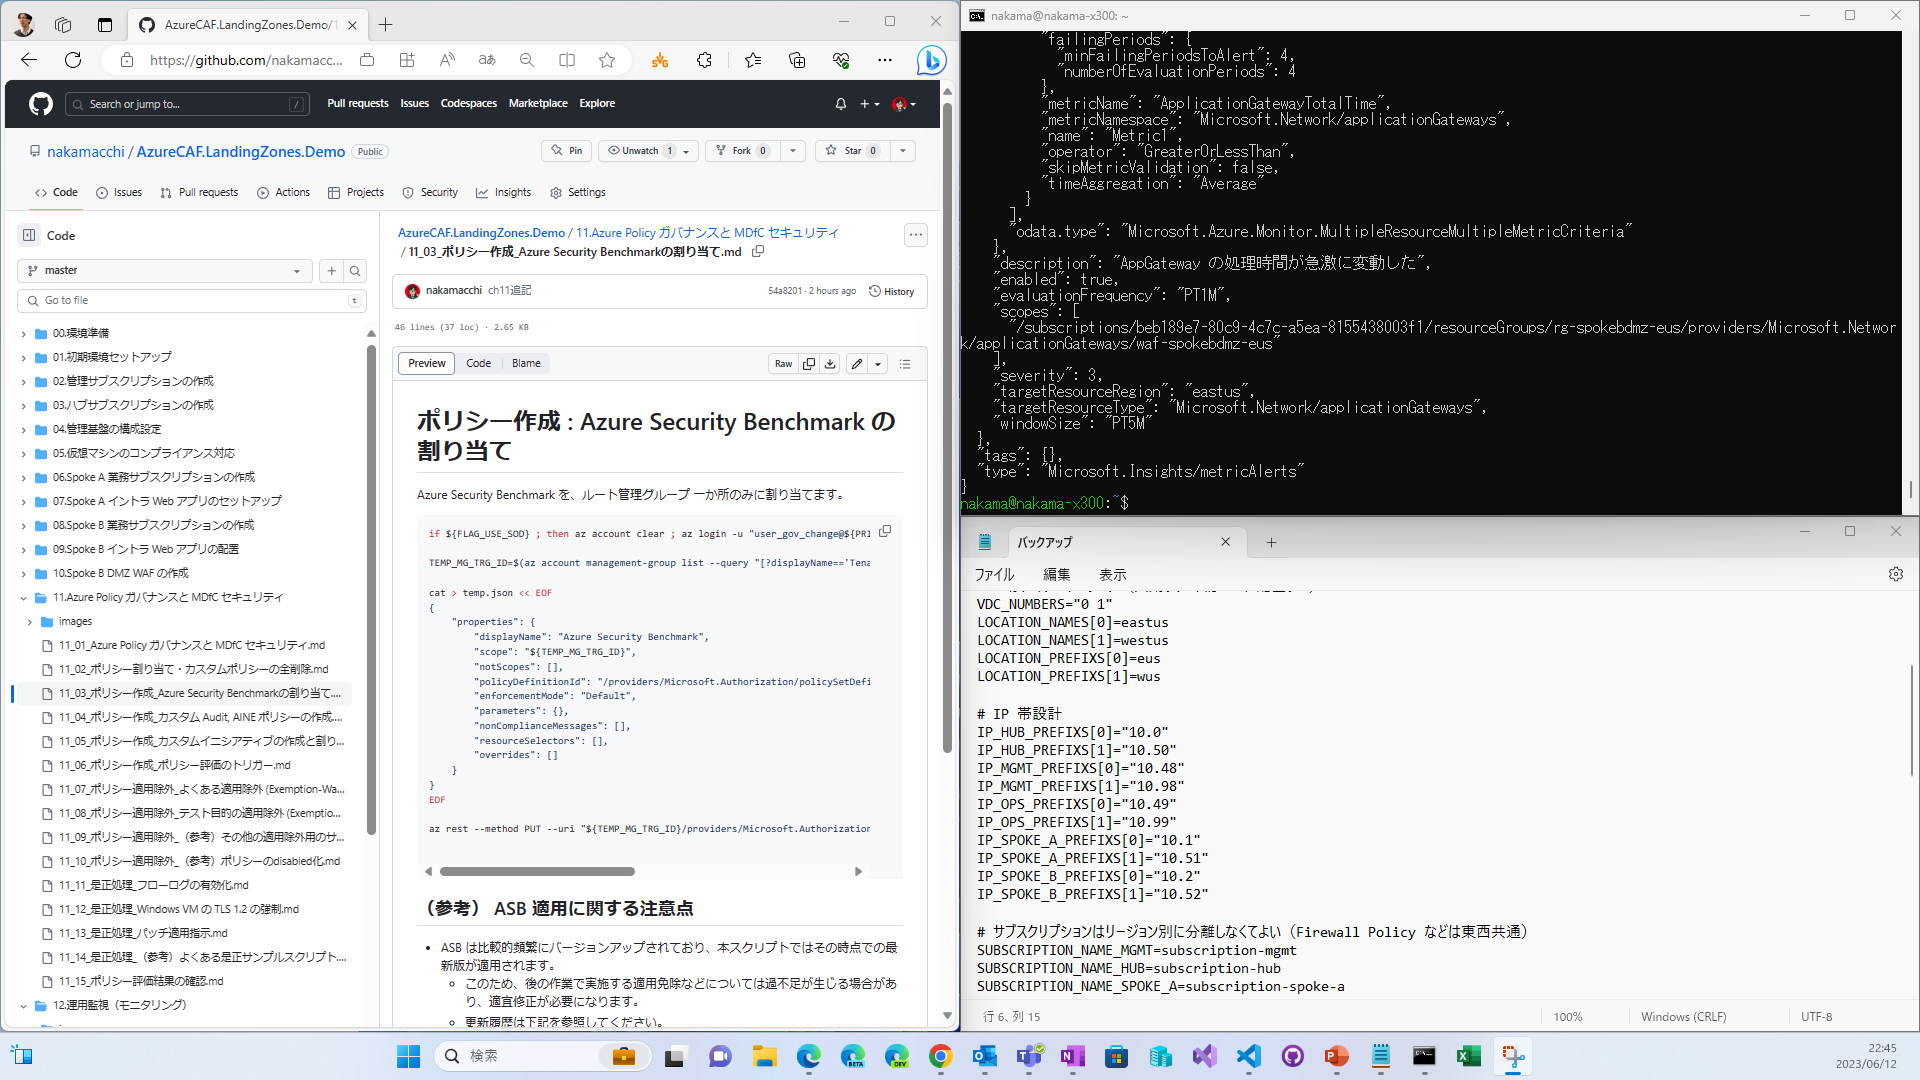 AzureCAF.LandingZones.Demo/1
https://github.com/nakamacc...
Search or jump to...
/
Pull requests
Issues
Codespaces
Marketplace
Explore
nakamacchi / AzureCAF.LandingZones.Demo
Public
Pin
Unwatch 1
Fork 0
Star 0
Code
Issues
Pull requests
Actions
Projects
Security
Insights
Settings
Code
master
Go to file
t
00.環境準備
01.初期環境セットアップ
02.管理サブスクリプションの作成
03.ハブサブスクリプションの作成
04.管理基盤の構成設定
05.仮想マシンのコンプライアンス対応
06.Spoke A 業務サブスクリプションの作成
07.Spoke A イントラ Web アプリのセットアップ
08.Spoke B 業務サブスクリプションの作成
09.Spoke B イントラ Web アプリの配置
10.Spoke B DMZ WAF の作成
11.Azure Policy ガバナンスと MDfC セキュリティ
images
11_01_Azure Policy ガバナンスと MDfC セキュリティ.md
11_02_ポリシー割り当て・カスタムポリシーの全削除.md
11_03_ポリシー作成_Azure Security Benchmarkの割り当て....
11_04_ポリシー作成_カスタム Audit, AINE ポリシーの作成....
11_05_ポリシー作成_カスタムイニシアティブの作成と割り...
11_06_ポリシー作成_ポリシー評価のトリガー.md
11_07_ポリシー適用除外_よくある適用除外 (Exemption-Wa...
11_08_ポリシー適用除外_テスト目的の適用除外 (Exemptio...
11_09_ポリシー適用除外_（参考）その他の適用除外用のサ...
11_10_ポリシー適用除外_（参考）ポリシーのdisabled化.md
11_11_是正処理_フローログの有効化.md
11_12_是正処理_Windows VM の TLS 1.2 の強制.md
11_13_是正処理_パッチ適用指示.md
11_14_是正処理_（参考）よくある是正サンプルスクリプト....
11_15_ポリシー評価結果の確認.md
12.運用監視（モニタリング）
AzureCAF.LandingZones.Demo / 11.Azure Policy ガバナンスと MDfC セキュリティ
/ 11_03_ポリシー作成_Azure Security Benchmarkの割り当て.md
nakamacchi ch11追記
54a8201 · 2 hours ago
History
46 lines (37 loc) · 2.65 KB
Preview
Code
Blame
Raw
ポリシー作成 : Azure Security Benchmark の
割り当て
Azure Security Benchmark を、ルート管理グループ 一か所のみに割り当てます。
if ${FLAG_USE_SOD} ; then az account clear ; az login -u "user_gov_change@${PRI
TEMP_MG_TRG_ID=$(az account management-group list --query "[?displayName=='Tena
cat > temp.json << EOF
{
"properties": {
"displayName": "Azure Security Benchmark",
"scope": "${TEMP_MG_TRG_ID}",
"notScopes": [],
"policyDefinitionId": "/providers/Microsoft.Authorization/policySetDefi
"enforcementMode": "Default",
"parameters": {},
"nonComplianceMessages": [],
"resourceSelectors": [],
"overrides": []
}
}
EOF
az rest --method PUT --uri "${TEMP_MG_TRG_ID}/providers/Microsoft.Authorization
（参考） ASB 適用に関する注意点
ASB は比較的頻繁にバージョンアップされており、本スクリプトではその時点での最
新版が適用されます。
このため、後の作業で実施する適用免除などについては過不足が生じる場合があ
り、適宜修正が必要になります。
更新履歴は下記を参照してください。
nakama@nakama-x300: ~
"failingPeriods": {
"minFailingPeriodsToAlert": 4,
"numberOfEvaluationPeriods": 4
},
"metricName": "ApplicationGatewayTotalTime",
"metricNamespace": "Microsoft.Network/applicationGateways",
"name": "Metric1",
"operator": "GreaterOrLessThan",
"skipMetricValidation": false,
"timeAggregation": "Average"
}
],
"odata.type": "Microsoft.Azure.Monitor.MultipleResourceMultipleMetricCriteria"
},
"description": "AppGateway の処理時間が急激に変動した",
"enabled": true,
"evaluationFrequency": "PT1M",
"scopes": [
"/subscriptions/beb189e7-80c9-4c7c-a5ea-8155438003f1/resourceGroups/rg-spokebdmz-eus/providers/Microsoft.Networ
k/applicationGateways/waf-spokebdmz-eus"
],
"severity": 3,
"targetResourceRegion": "eastus",
"targetResourceType": "Microsoft.Network/applicationGateways",
"windowSize": "PT5M"
},
"tags": {},
"type": "Microsoft.Insights/metricAlerts"
}
nakama@nakama-x300:~$
バックアップ
ファイル
編集
表示
VDC_NUMBERS="0 1"
LOCATION_NAMES[0]=eastus
LOCATION_NAMES[1]=westus
LOCATION_PREFIXS[0]=eus
LOCATION_PREFIXS[1]=wus
# IP 帯設計
IP_HUB_PREFIXS[0]="10.0"
IP_HUB_PREFIXS[1]="10.50"
IP_MGMT_PREFIXS[0]="10.48"
IP_MGMT_PREFIXS[1]="10.98"
IP_OPS_PREFIXS[0]="10.49"
IP_OPS_PREFIXS[1]="10.99"
IP_SPOKE_A_PREFIXS[0]="10.1"
IP_SPOKE_A_PREFIXS[1]="10.51"
IP_SPOKE_B_PREFIXS[0]="10.2"
IP_SPOKE_B_PREFIXS[1]="10.52"
# サブスクリプションはリージョン別に分離しなくてよい（Firewall Policy などは東西共通）
SUBSCRIPTION_NAME_MGMT=subscription-mgmt
SUBSCRIPTION_NAME_HUB=subscription-hub
SUBSCRIPTION_NAME_SPOKE_A=subscription-spoke-a
行 6、列 15
100%
Windows (CRLF)
UTF-8
検索
BETA
DEV
22:45
2023/06/12